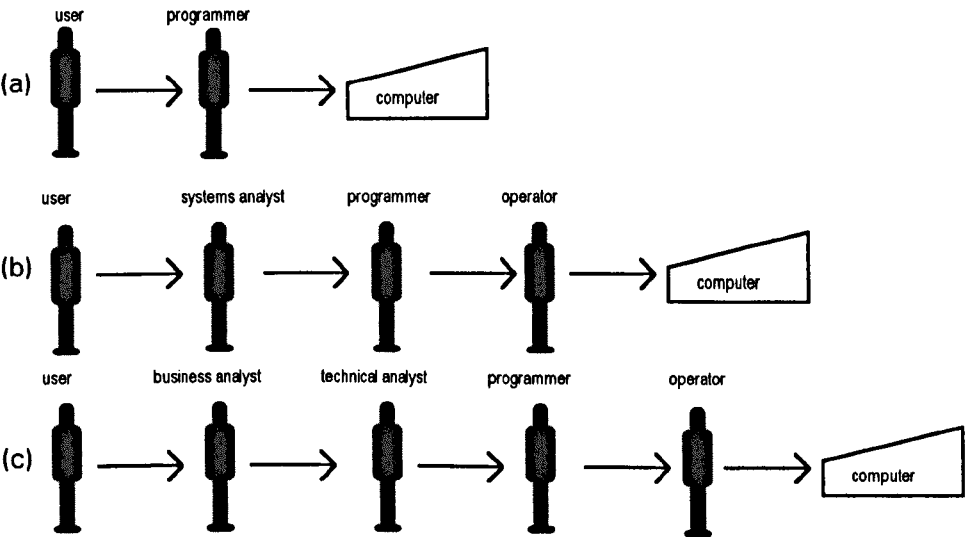 user programmer
(a)
computer
user systems analyst programmer operator
(b)
computer
user business analyst technical analyst programmer operator
(c)
computer